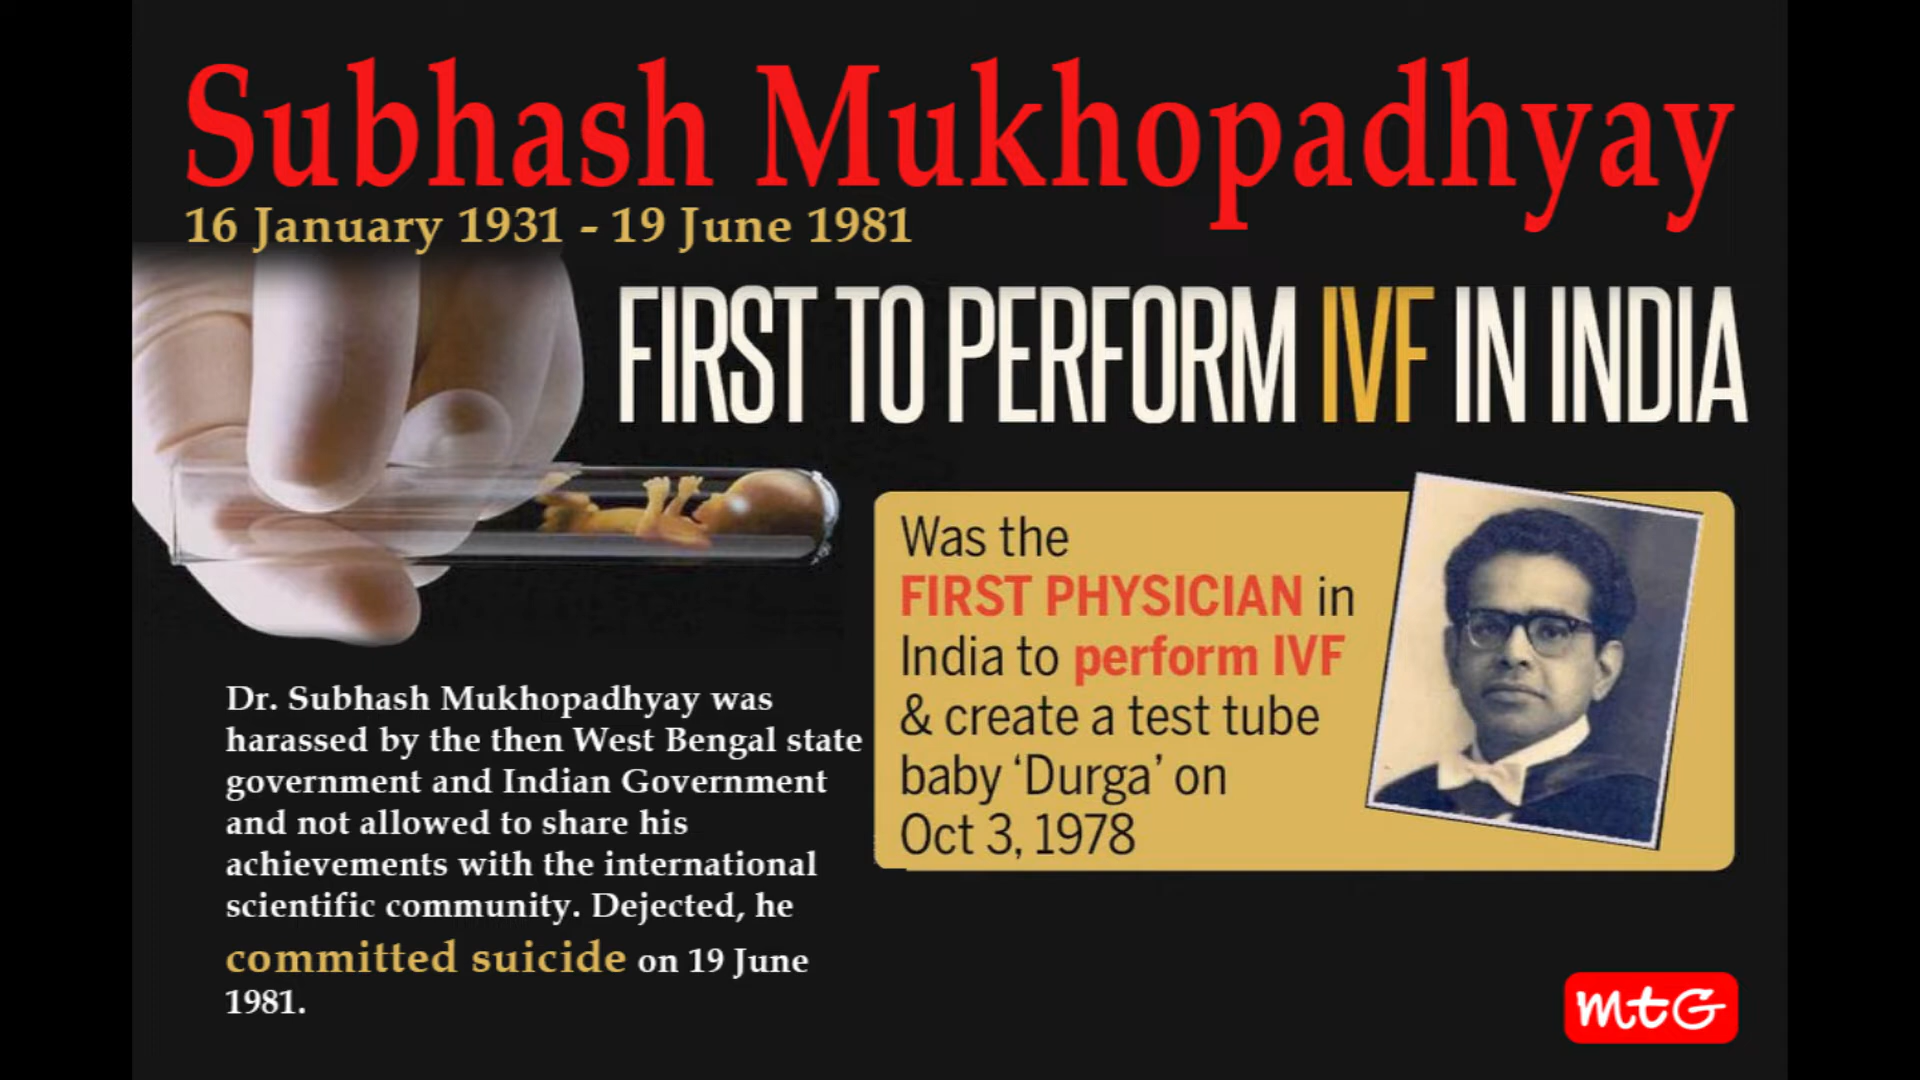 Subhash Mukhopadhyay
16 January 1931 - 19 June 1981
FIRST TO PERFORM IVF IN INDIA
Was the
FIRST PHYSICIAN in
India to perform IVF
& create a test tube
baby ‘Durga’ on
Oct 3, 1978
Dr. Subhash Mukhopadhyay was
harassed by the then West Bengal state
government and Indian Government
and not allowed to share his
achievements with the international
scientific community. Dejected, he
committed suicide on 19 June
1981.
mtG